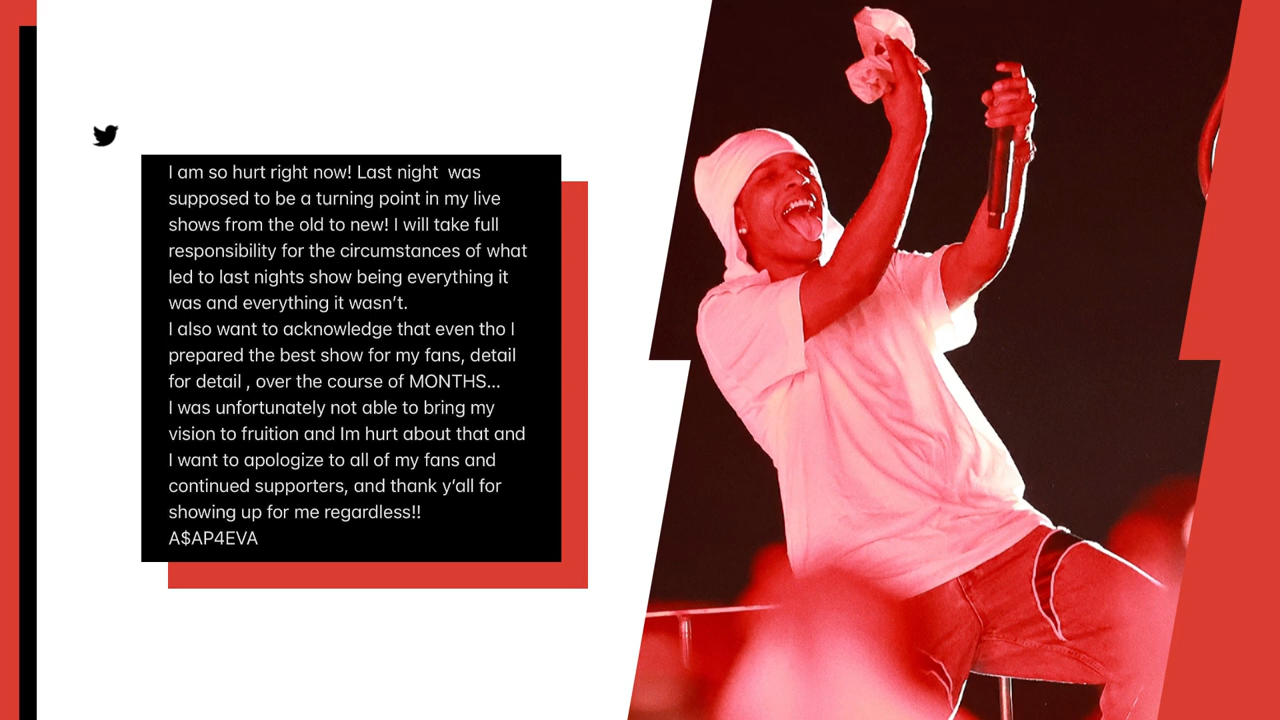 I am so hurt right now! Last night  was
supposed to be a turning point in my live
shows from the old to new! I will take full
responsibility for the circumstances of what
led to last nights show being everything it
was and everything it wasn't.
I also want to acknowledge that even tho I
prepared the best show for my fans, detail
for detail , over the course of MONTHS...
I was unfortunately not able to bring my
vision to fruition and Im hurt about that and
I want to apologize to all of my fans and
continued supporters, and thank y'all for
showing up for me regardless!!
A$AP4EVA